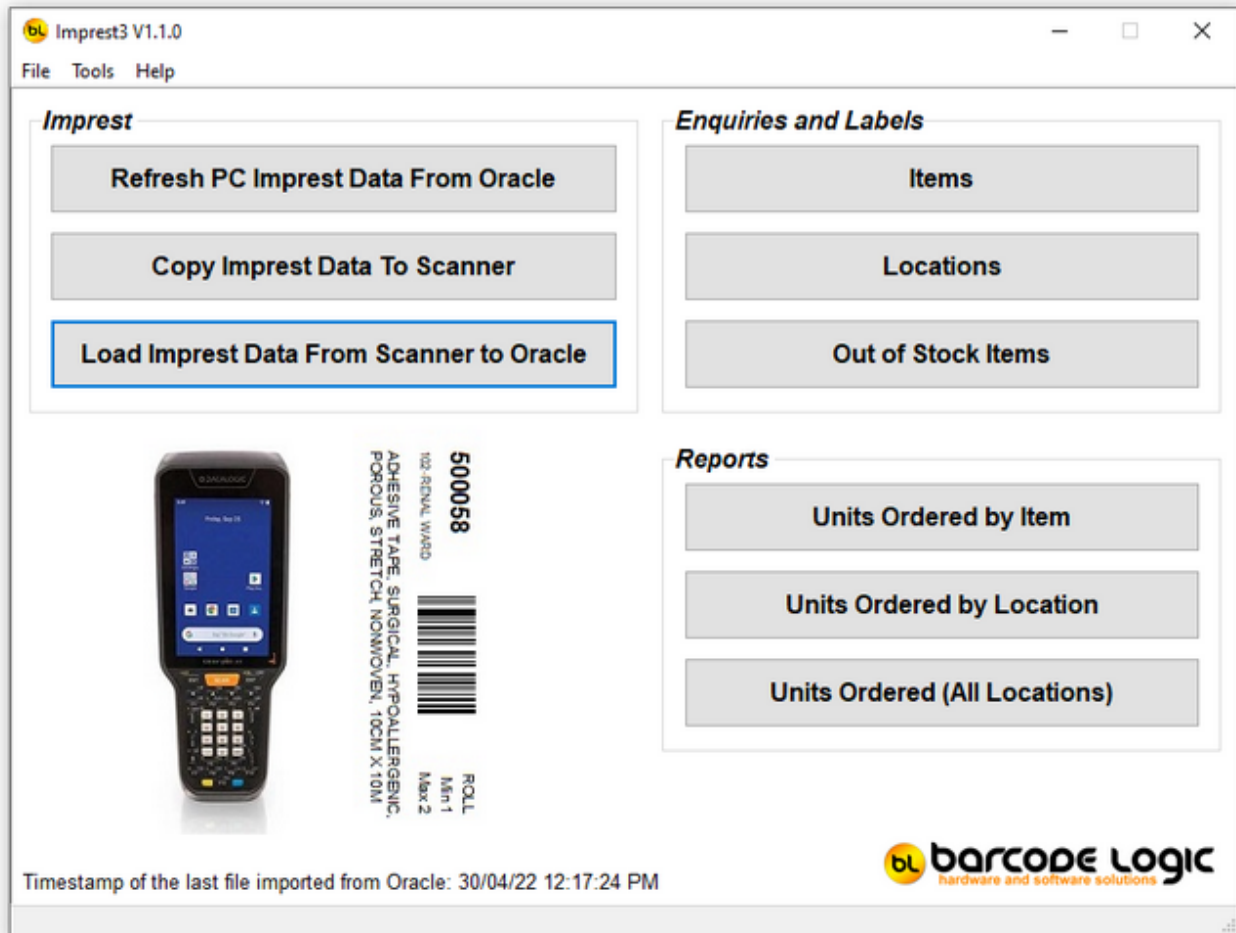 Imprest3 V1.1.0
File Tools Help
Imprest
Refresh PC Imprest Data From Oracle
Copy Imprest Data To Scanner
Load Imprest Data From Scanner to Oracle
Enquiries and Labels
Items
Locations
Out of Stock Items
DATALOGIC
SCAN
500058
102-RENAL WARD
ADHESIVE TAPE, SURGICAL, HYPOALLERGENIC,
POROUS, STRETCH, NONWOVEN, 10CM X 10M
ROLL
Min 1
Max 2
Reports
Units Ordered by Item
Units Ordered by Location
Units Ordered (All Locations)
bL barcode Logic
hardware and software solutions
Timestamp of the last file imported from Oracle: 30/04/22 12:17:24 PM